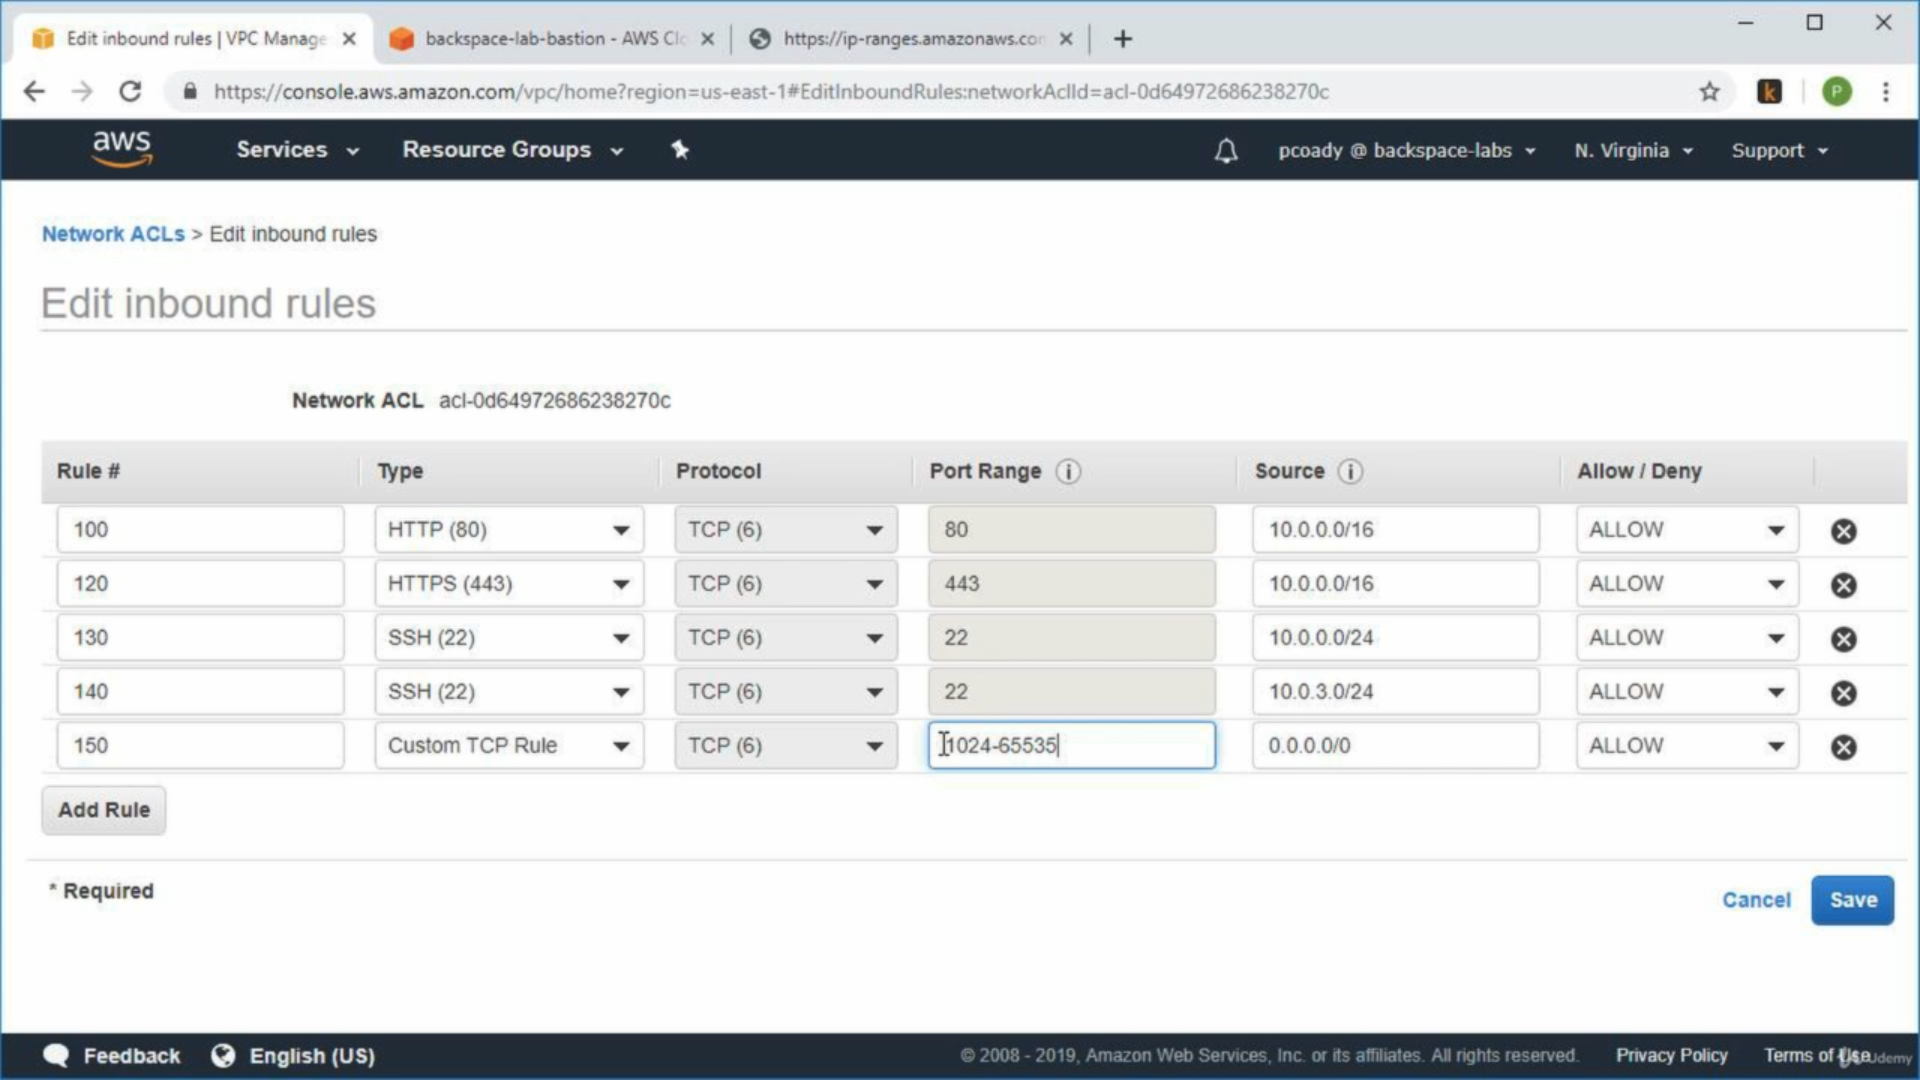 Edit inbound rules | VPC Manage
backspace-lab-bastion - AWS Clo
https://ip-ranges.amazonaws.con
https://console.aws.amazon.com/vpc/home?region=us-east-1#EditInboundRules:networkAclId=acl-0d64972686238270c
k
P
aws
Services
Resource Groups
pcoady @ backspace-labs
N. Virginia
Support
Network ACLs > Edit inbound rules
Edit inbound rules
Network ACL acl-0d64972686238270c
Rule # Type Protocol Port Range i Source i Allow / Deny
100 HTTP (80) TCP (6) 80 10.0.0.0/16 ALLOW
120 HTTPS (443) TCP (6) 443 10.0.0.0/16 ALLOW
130 SSH (22) TCP (6) 22 10.0.0.0/24 ALLOW
140 SSH (22) TCP (6) 22 10.0.3.0/24 ALLOW
150 Custom TCP Rule TCP (6) 1024-65535 0.0.0.0/0 ALLOW
Add Rule
* Required
Cancel
Save
Feedback
English (US)
© 2008 - 2019, Amazon Web Services, Inc. or its affiliates. All rights reserved.
Privacy Policy
Terms of Use
Udemy